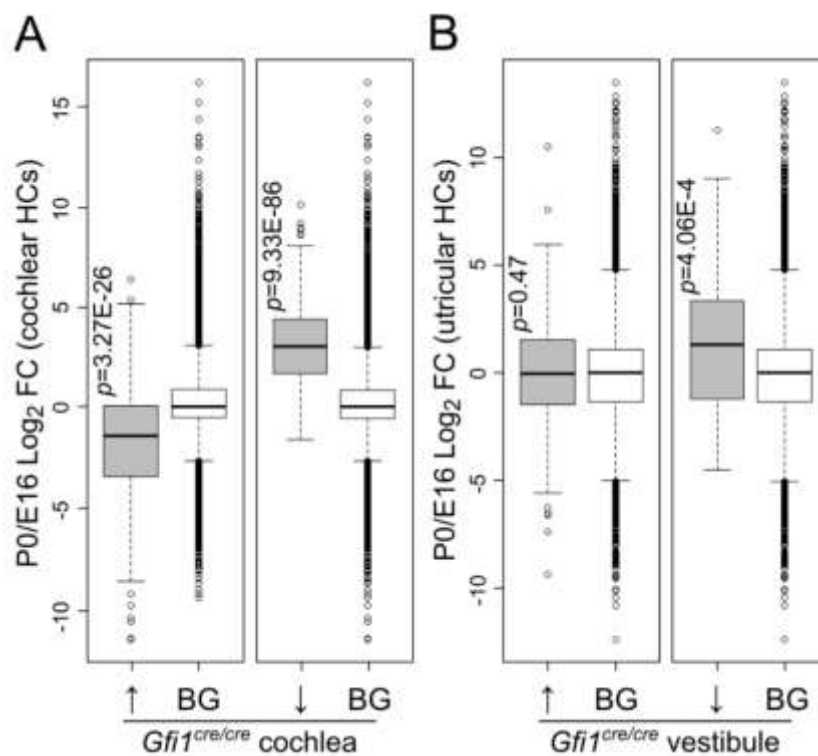 A
B
P0/E16 Log₂ FC (cochlear HCs)
15
10
5
0
-5
-10
p=3.27E-26
p=9.33E-86
↑ BG ↓ BG
Gfi1cre/cre cochlea
P0/E16 Log₂ FC (utricular HCs)
10
5
0
-5
-10
p=0.47
p=4.06E-4
↑ BG ↓ BG
Gfi1cre/cre vestibule